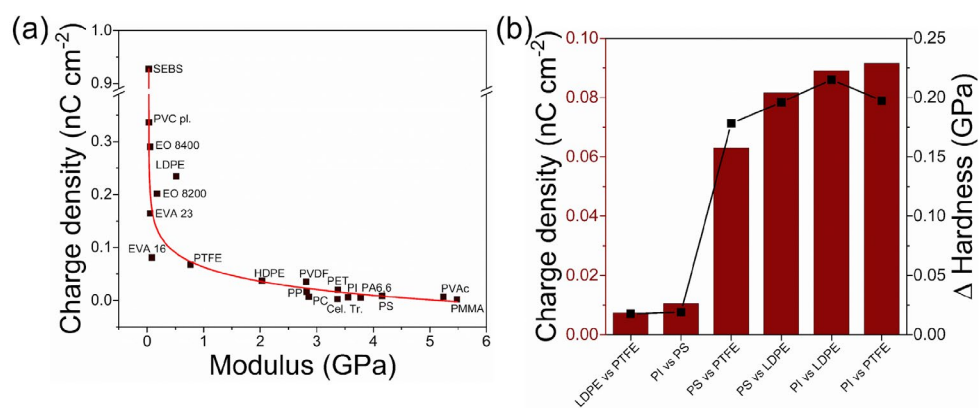 (a)
Charge density (nC cm⁻²)
1.0
0.9
0.3
0.2
0.1
0.0
SEBS
PVC pl.
EO 8400
LDPE
EO 8200
EVA 23
EVA 16
PTFE
HDPE
PVDF
PP
PC
PET
Cel. Tr.
PI
PA6,6
PS
PVAc
PMMA
0 1 2 3 4 5 6
Modulus (GPa)
(b)
Charge density (nC cm⁻²)
0.10
0.08
0.06
0.04
0.02
0.00
0.25
0.20
0.15
0.10
0.05
0.00
Δ Hardness (GPa)
LDPE vs PTFE
PI vs PS
PS vs PTFE
PS vs LDPE
PI vs LDPE
PI vs PTFE